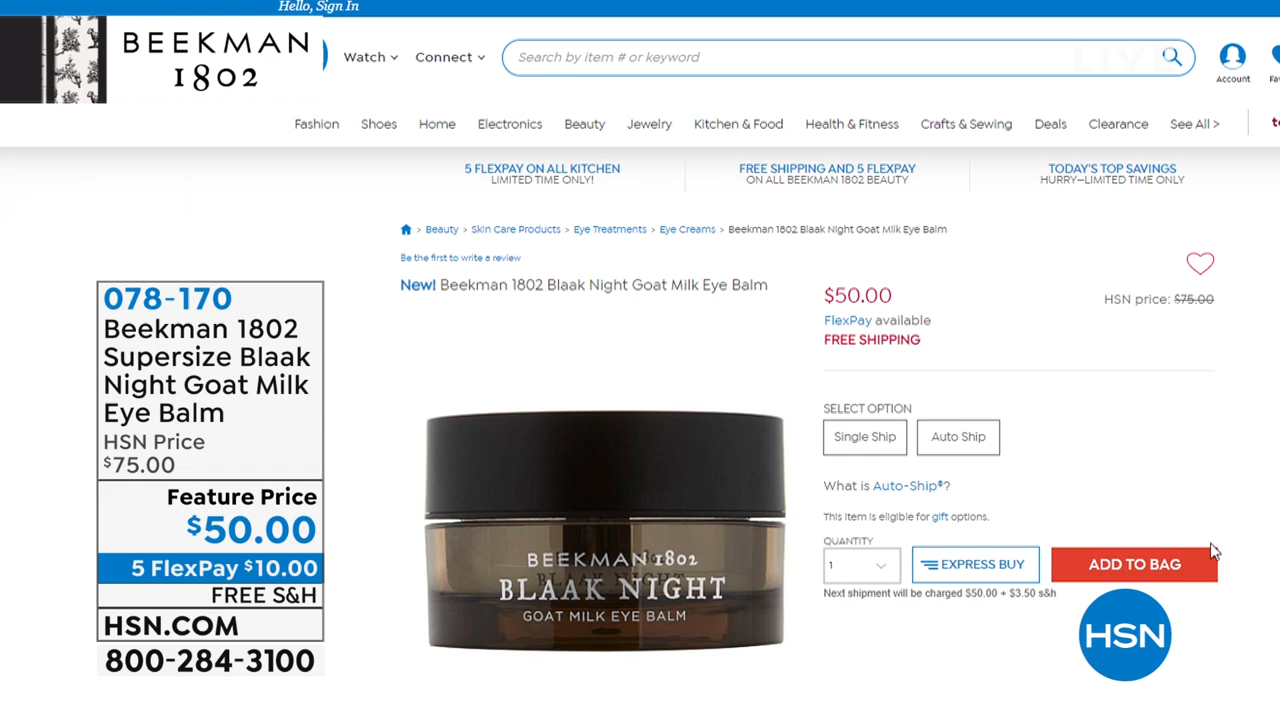 Hello, Sign In
BEEKMAN
1802
Watch
Connect
Search by item # or keyword
LIVE
Account
Fashion
Shoes
Home
Electronics
Beauty
Jewelry
Kitchen & Food
Health & Fitness
Crafts & Sewing
Deals
Clearance
See All >
5 FLEXPAY ON ALL KITCHEN
LIMITED TIME ONLY!
FREE SHIPPING AND 5 FLEXPAY
ON ALL BEEKMAN 1802 BEAUTY
TODAY'S TOP SAVINGS
HURRY—LIMITED TIME ONLY
> Beauty > Skin Care Products > Eye Treatments > Eye Creams > Beekman 1802 Blaak Night Goat Milk Eye Balm
Be the first to write a review
New! Beekman 1802 Blaak Night Goat Milk Eye Balm
$50.00
HSN price: $75.00
FlexPay available
FREE SHIPPING
SELECT OPTION
Single Ship
Auto Ship
What is Auto-Ship®?
This item is eligible for gift options.
QUANTITY
1
EXPRESS BUY
ADD TO BAG
Next shipment will be charged $50.00 + $3.50 s&h
HSN
078-170
Beekman 1802
Supersize Blaak
Night Goat Milk
Eye Balm
HSN Price
$75.00
Feature Price
$50.00
5 FlexPay $10.00
FREE S&H
HSN.COM
800-284-3100
BEEKMAN 1802
BLAAK NIGHT
GOAT MILK EYE BALM